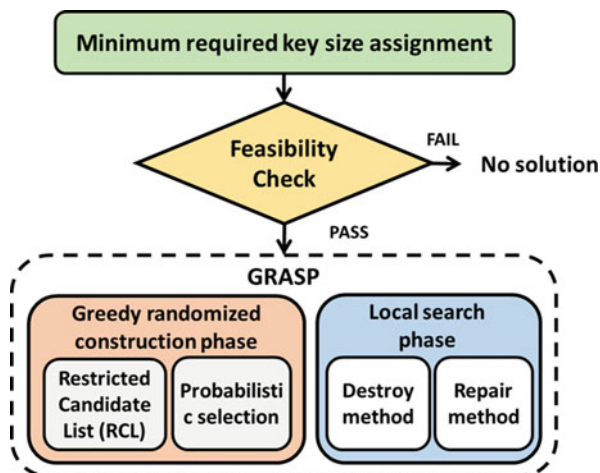 Minimum required key size assignment
Feasibility
Check
FAIL
No solution
PASS
GRASP
Greedy randomized
construction phase
Restricted
Candidate
List (RCL)
Probabilisti
c selection
Local search
phase
Destroy
method
Repair
method